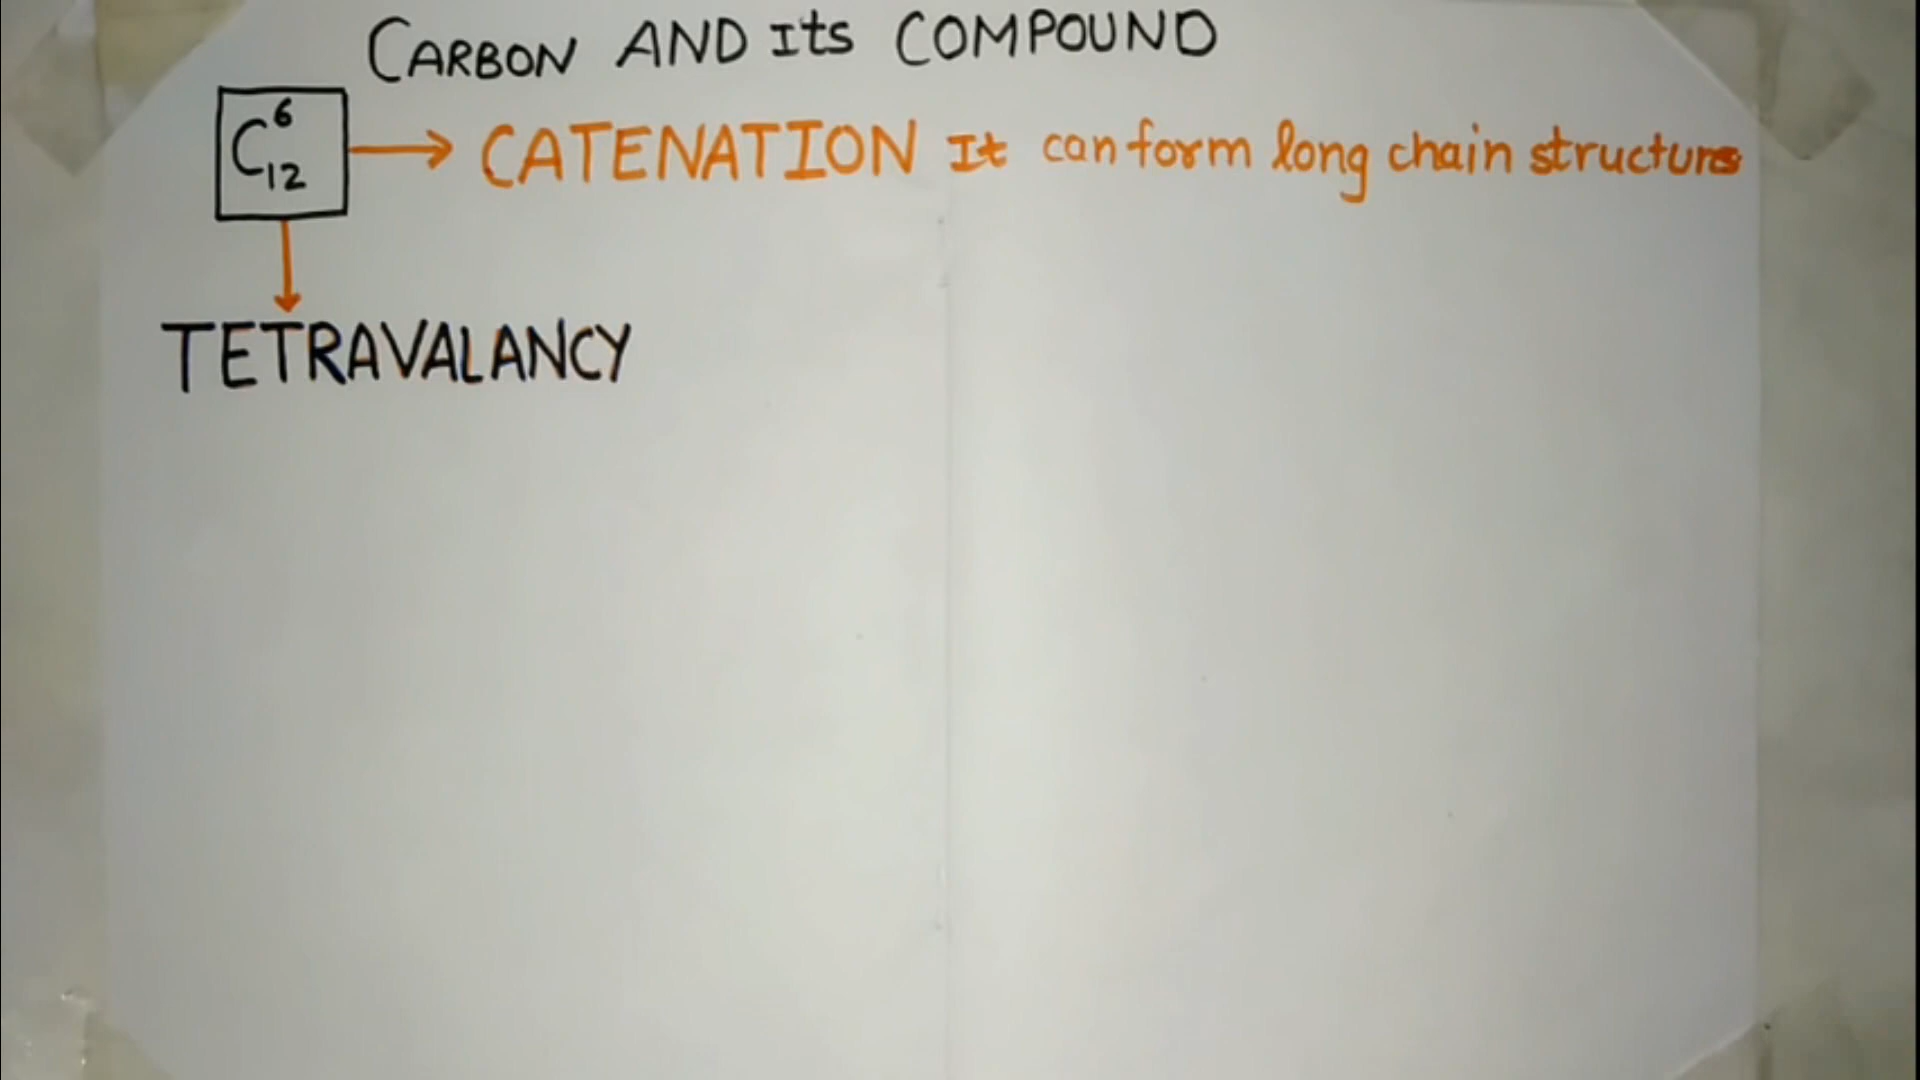 CARBON AND Its COMPOUND
C 6 12
CATENATION It can form long chain structures
TETRAVALANCY